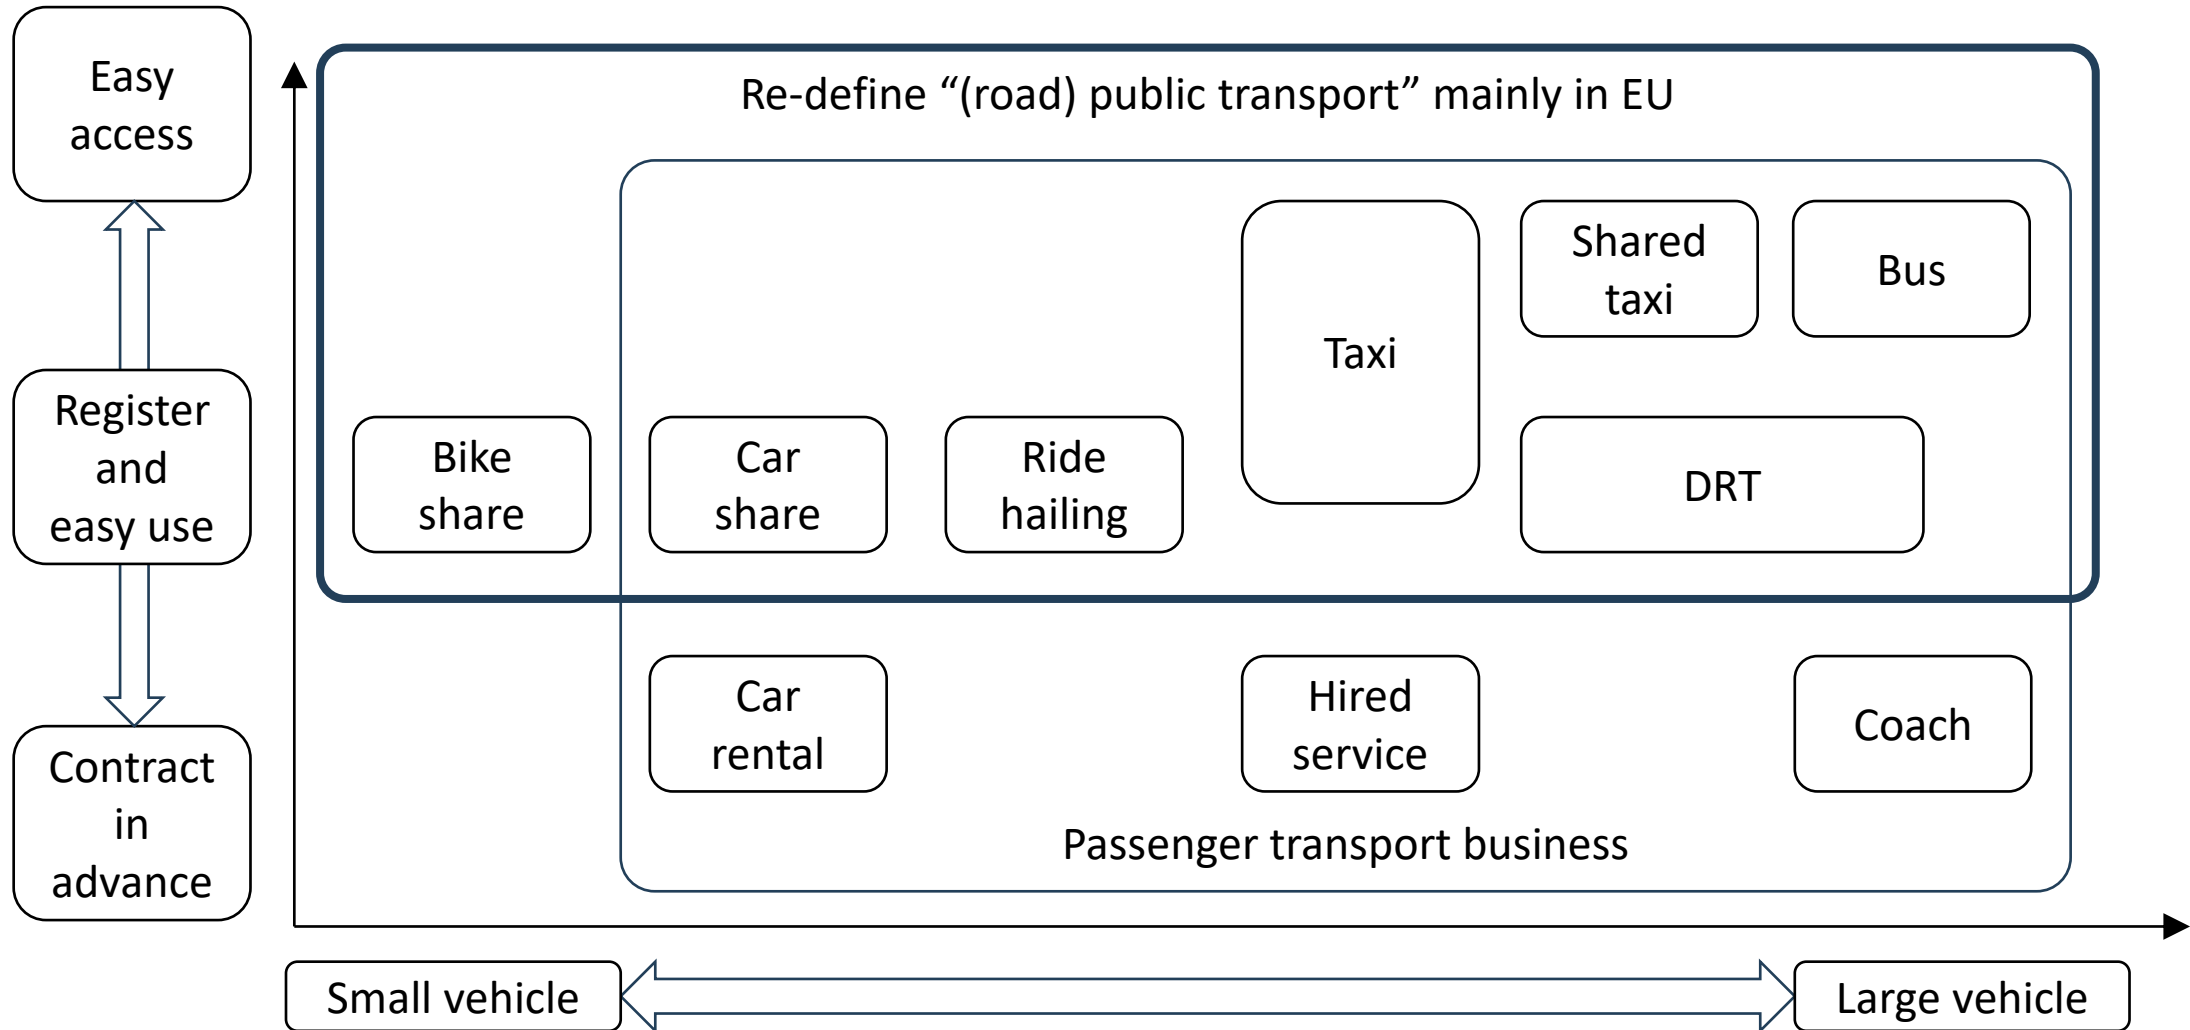 Easy
access
Re-define “(road) public transport” mainly in EU
Shared
taxi
Bus
Taxi
Register
and
easy use
Bike
share
Car
share
Ride
hailing
DRT
Car
rental
Hired
service
Coach
Contract
in
advance
Passenger transport business
Small vehicle
Large vehicle